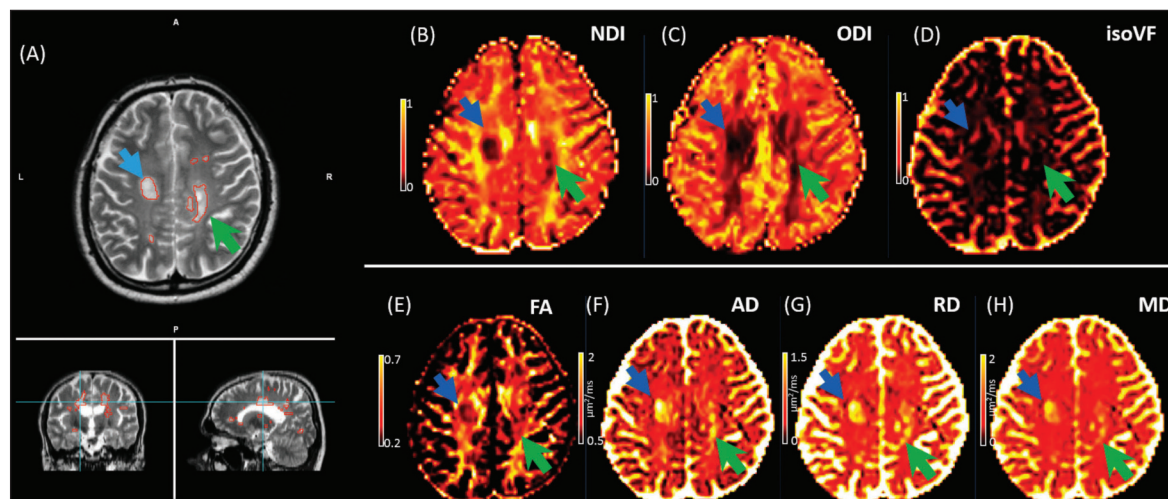 A
(A)
L
R
P
(B)
NDI
1
0
(C)
ODI
1
0
(D)
isoVF
1
0
(E)
FA
0.7
0.2
(F)
AD
2
µm²/ms
0.5
(G)
RD
1.5
µm²/ms
0
(H)
MD
2
µm²/ms
0